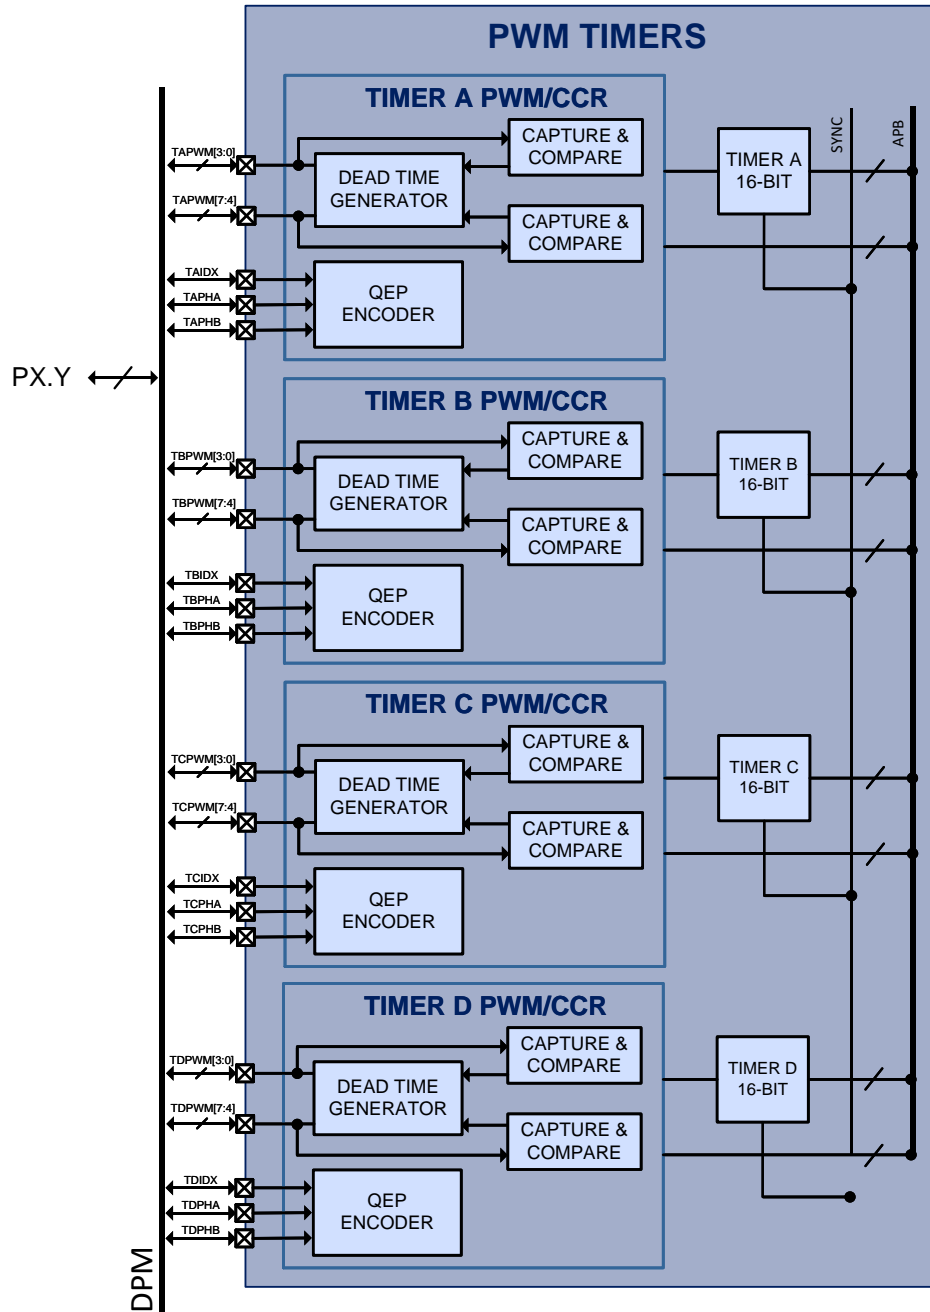 PWM TIMERS
TIMER A PWM/CCR
SYNC
APB
TAPWM[3:0]
CAPTURE &
COMPARE
TIMER A
16-BIT
DEAD TIME
GENERATOR
TAPWM[7:4]
CAPTURE &
COMPARE
TAIDX
TAPHA
TAPHB
QEP
ENCODER
PX.Y
TIMER B PWM/CCR
TBPWM[3:0]
CAPTURE &
COMPARE
TIMER B
16-BIT
DEAD TIME
GENERATOR
TBPWM[7:4]
CAPTURE &
COMPARE
TBIDX
TBPHA
TBPHB
QEP
ENCODER
TIMER C PWM/CCR
TCPWM[3:0]
CAPTURE &
COMPARE
TIMER C
16-BIT
DEAD TIME
GENERATOR
TCPWM[7:4]
CAPTURE &
COMPARE
TCIDX
TCPHA
TCPHB
QEP
ENCODER
TIMER D PWM/CCR
TDPWM[3:0]
CAPTURE &
COMPARE
TIMER D
16-BIT
DEAD TIME
GENERATOR
TDPWM[7:4]
CAPTURE &
COMPARE
TDIDX
TDPHA
TDPHB
QEP
ENCODER
DPM